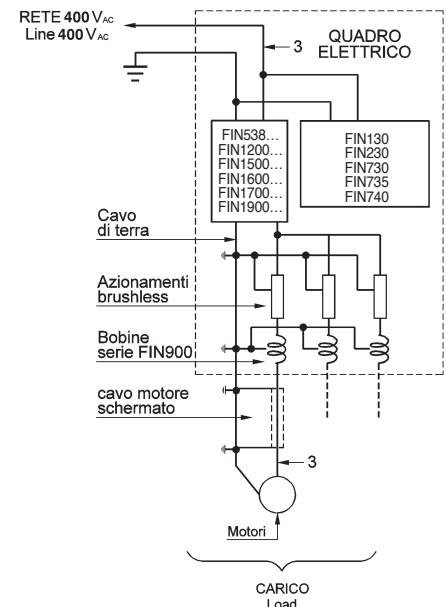 RETE 400 VAC
Line 400 VAC
3
QUADRO
ELETTRICO
FIN538...
FIN1200...
FIN1500...
FIN1600...
FIN1700...
FIN1900...
FIN130
FIN230
FIN730
FIN735
FIN740
Cavo
di terra
Azionamenti
brushless
Bobine
serie FIN900
cavo motore
schermato
3
Motori
CARICO
Load